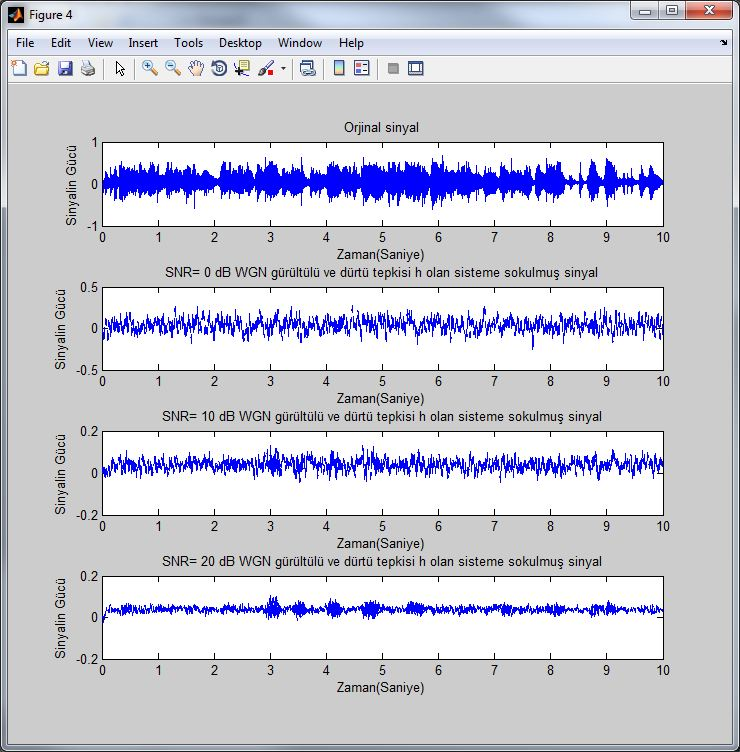 Figure 4
File Edit View Insert Tools Desktop Window Help
Orjinal sinyal
Sinyalin Gücü
1
0
-1
0 1 2 3 4 5 6 7 8 9 10
Zaman(Saniye)
SNR= 0 dB WGN gürültülü ve dürtü tepkisi h olan sisteme sokulmuş sinyal
Sinyalin Gücü
0.5
0
-0.5
0 1 2 3 4 5 6 7 8 9 10
Zaman(Saniye)
SNR= 10 dB WGN gürültülü ve dürtü tepkisi h olan sisteme sokulmuş sinyal
Sinyalin Gücü
0.2
0
-0.2
0 1 2 3 4 5 6 7 8 9 10
Zaman(Saniye)
SNR= 20 dB WGN gürültülü ve dürtü tepkisi h olan sisteme sokulmuş sinyal
Sinyalin Gücü
0.2
0
-0.2
0 1 2 3 4 5 6 7 8 9 10
Zaman(Saniye)